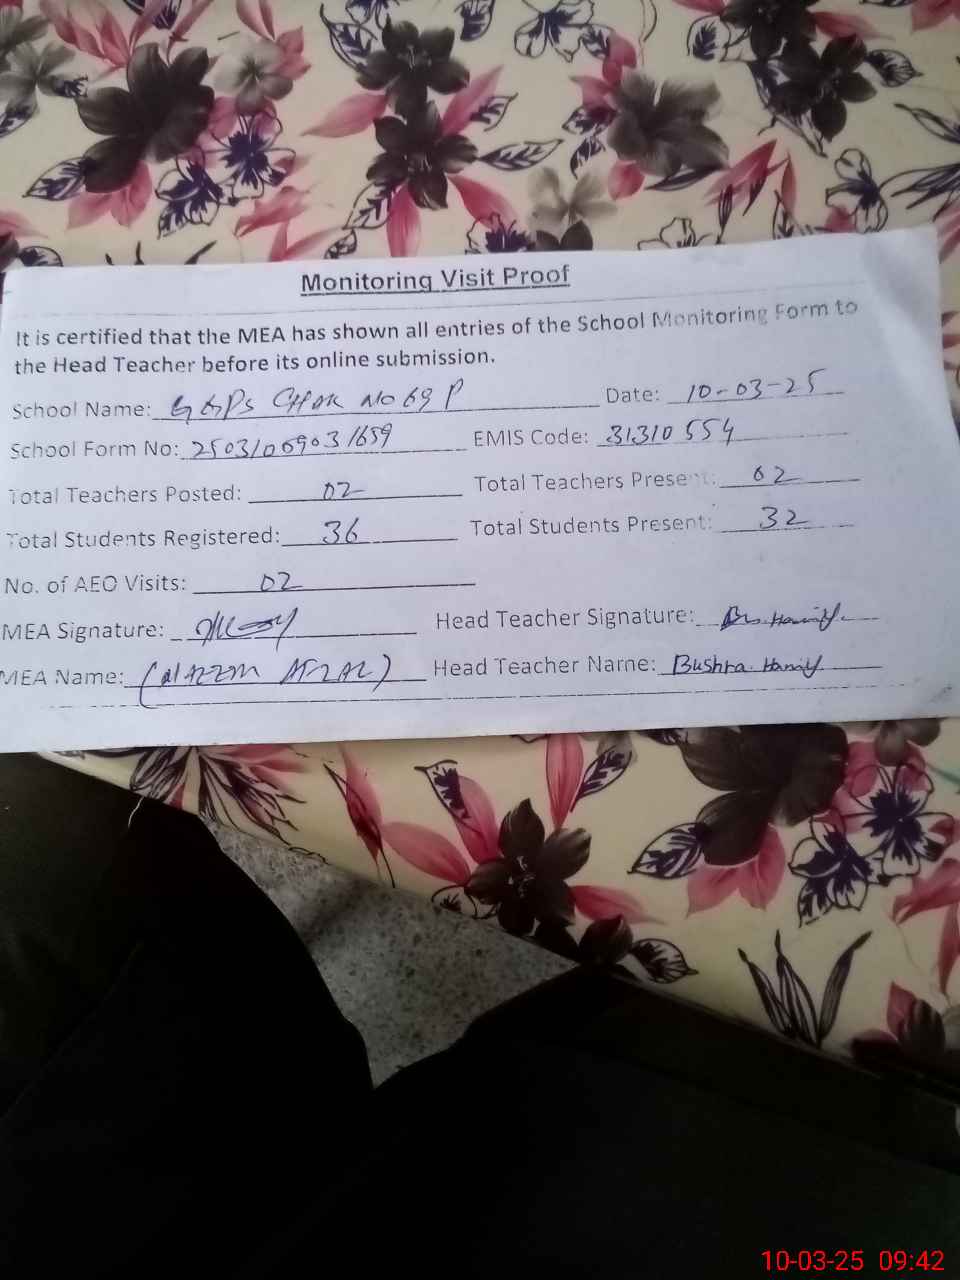 Monitoring Visit Proof
It is certified that the MEA has shown all entries of the School Monitoring Form to
the Head Teacher before its online submission.
School Name: GGPS CHAK NO 69 P Date: 10-03-25
School Form No: 25031069031659 EMIS Code: 31310554
Total Teachers Posted: 02 Total Teachers Present: 02
Total Students Registered: 36 Total Students Present: 32
No. of AEO Visits: 02
MEA Signature: Head Teacher Signature:
MEA Name: Head Teacher Name: Bushra Hanif
10-03-25 09:42